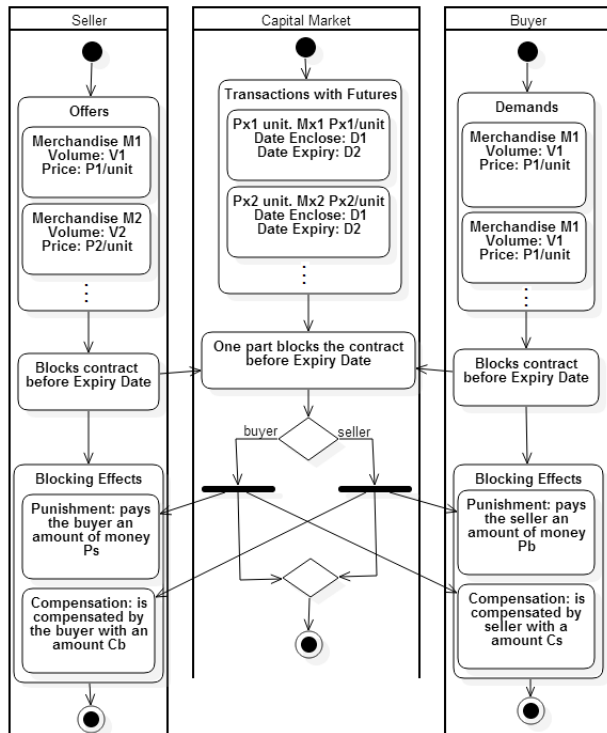 Seller
Capital Market
Buyer
Offers
Merchandise M1
Volume: V1
Price: P1/unit
Merchandise M2
Volume: V2
Price: P2/unit
Blocks contract
before Expiry Date
Blocking Effects
Punishment: pays
the buyer an
amount of money
Ps
Compensation: is
compensated by
the buyer with an
amount Cb
Transactions with Futures
Px1 unit. Mx1 Px1/unit
Date Enclose: D1
Date Expiry: D2
Px2 unit. Mx2 Px2/unit
Date Enclose: D1
Date Expiry: D2
One part blocks the contract
before Expiry Date
buyer
seller
Demands
Merchandise M1
Volume: V1
Price: P1/unit
Merchandise M1
Volume: V1
Price: P1/unit
Blocks contract
before Expiry Date
Blocking Effects
Punishment: pays
the seller an
amount of money
Pb
Compensation: is
compensated by
seller with a
amount Cs